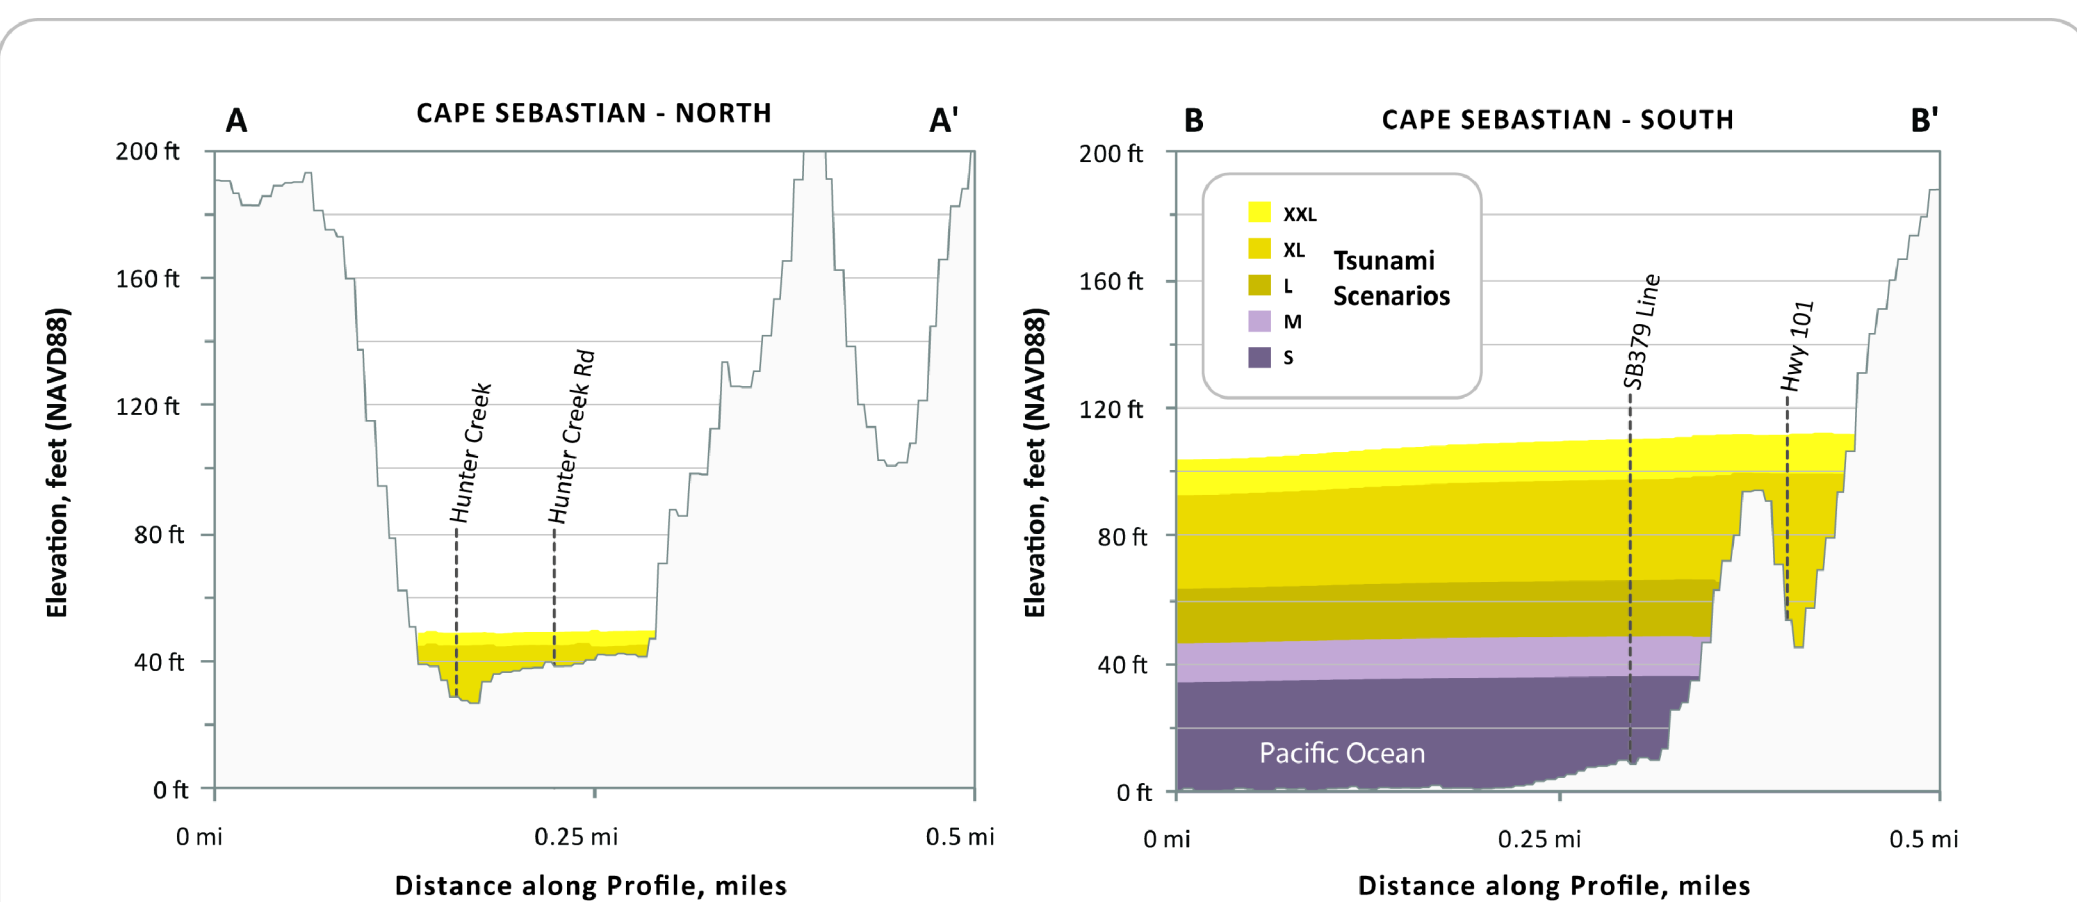 A
CAPE SEBASTIAN - NORTH
A'
200 ft
160 ft
120 ft
80 ft
40 ft
0 ft
Elevation, feet (NAVD88)
Hunter Creek
Hunter Creek Rd
0 mi
0.25 mi
0.5 mi
Distance along Profile, miles
B
CAPE SEBASTIAN - SOUTH
B'
200 ft
160 ft
120 ft
80 ft
40 ft
0 ft
Elevation, feet (NAVD88)
XXL
XL
L
M
S
Tsunami
Scenarios
SB379 Line
Hwy 101
Pacific Ocean
0 mi
0.25 mi
0.5 mi
Distance along Profile, miles